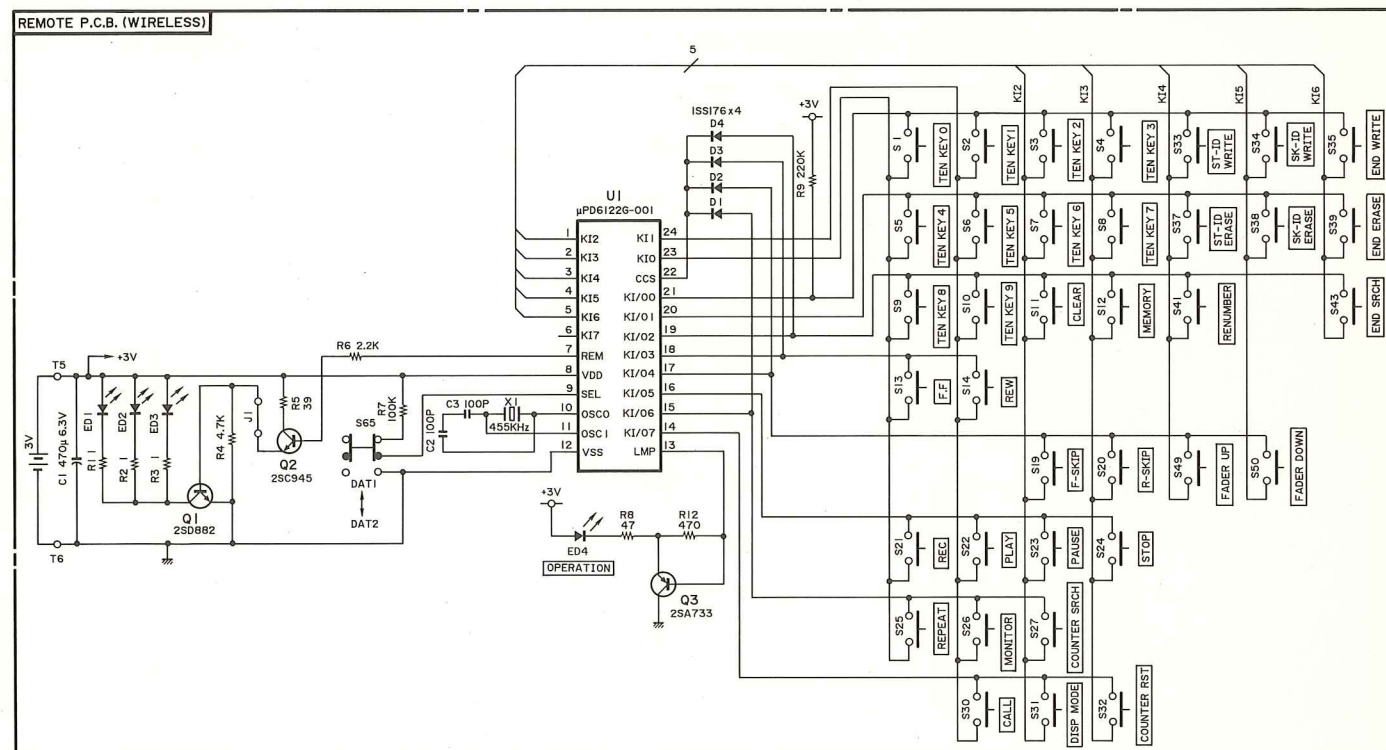 REMOTE P.C.B. (WIRELESS)
5
KI2
KI3
KI4
KI5
KI6
ISSI76x4
D4
D3
D2
D1
+3V
R9 220K
U1
µPD6122G-001
1 KI2
2 KI3
3 KI4
4 KI5
5 KI6
6 KI7
7 REM
8 VDD
9 SEL
10 OSCO
11 OSC1
12 VSS
KI1 24
KI0 23
CCS 22
KI/00 21
KI/01 20
KI/02 19
KI/03 18
KI/04 17
KI/05 16
KI/06 15
KI/07 14
LMP 13
S1 TEN KEY 0
S2 TEN KEY 1
S3 TEN KEY 2
S4 TEN KEY 3
S33 ST-ID WRITE
S34 SK-ID WRITE
S35 END WRITE
S5 TEN KEY 4
S6 TEN KEY 5
S7 TEN KEY 6
S8 TEN KEY 7
S37 ST-ID ERASE
S38 SK-ID ERASE
S39 END ERASE
S9 TEN KEY 8
S10 TEN KEY 9
S11 CLEAR
S12 MEMORY
S41 RENUMBER
S43 END SRCH
S13 F.F
S14 REW
S19 F-SKIP
S20 R-SKIP
S49 FADER UP
S50 FADER DOWN
S21 REC
S22 PLAY
S23 PAUSE
S24 STOP
S25 REPEAT
S26 MONITOR
S27 COUNTER SRCH
S30 CALL
S31 DISP MODE
S32 COUNTER RST
T5
+3V
3V
C1 470µ 6.3V
ED1
ED2
ED3
R1 1
R2 1
R3 1
R4 4.7K
J1
R5 39
R6 2.2K
Q2
2SC945
Q1
2SD882
T6
R7 100K
S65
DAT1
DAT2
C3 100P
C2 100P
X1
455KHz
+3V
ED4
OPERATION
R8
47
R12
470
Q3
2SA733